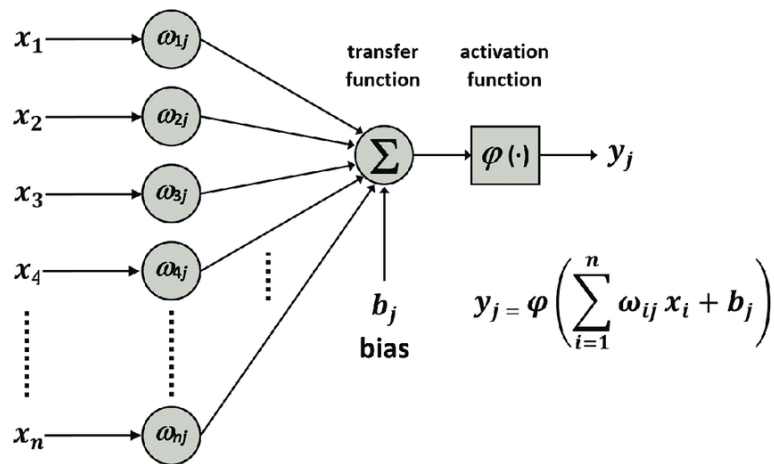 x₁ ω₁ⱼ
transfer function
activation function
x₂ ω₂ⱼ
Σ φ(·) yⱼ
x₃ ω₃ⱼ
x₄ ω₄ⱼ
bⱼ
bias
yⱼ = φ(∑ⁿᵢ₌₁ ωᵢⱼ xᵢ + bⱼ)
xₙ ωₙⱼ